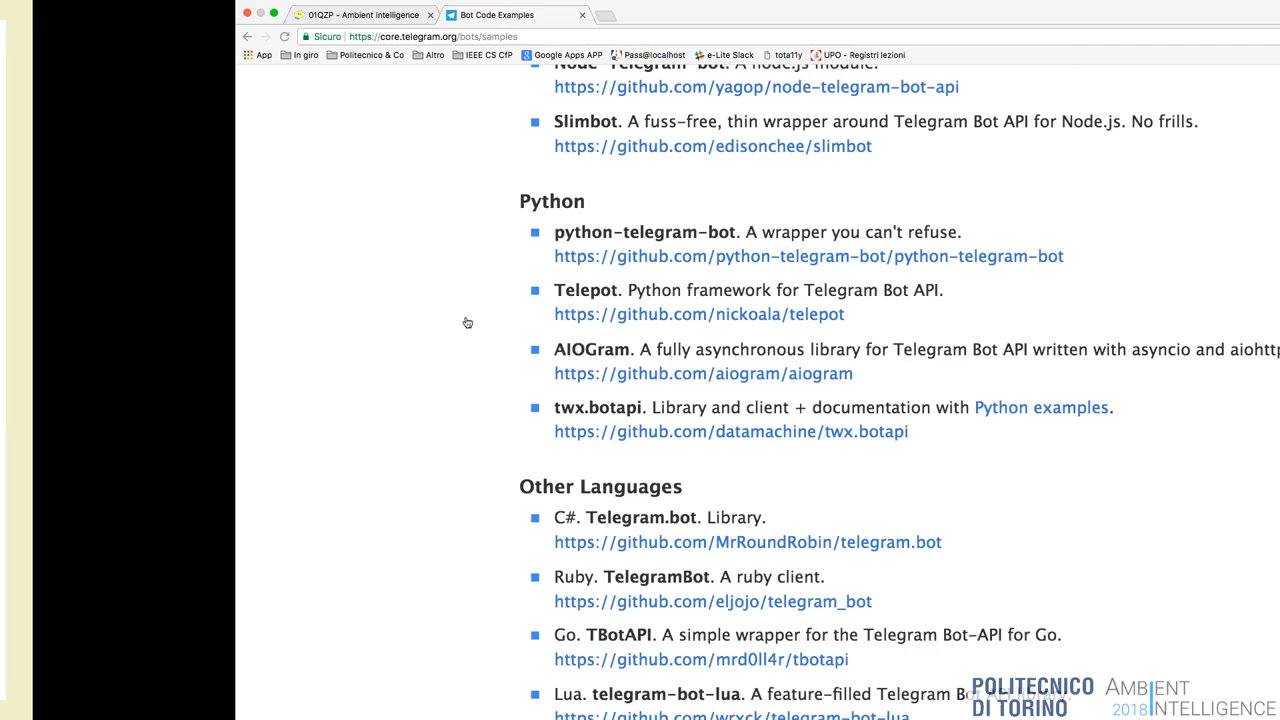 01QZP - Ambient Intelligence
Bot Code Examples
Sicuro https://core.telegram.org/bots/samples
App In giro Politecnico & Co Altro IEEE CS CfP Google Apps APP Pass@localhost e-Lite Slack tota11y UPO - Registri lezioni
Node-Telegram-bot. A node.js module.
https://github.com/yagop/node-telegram-bot-api
Slimbot. A fuss-free, thin wrapper around Telegram Bot API for Node.js. No frills.
https://github.com/edisonchee/slimbot
Python
python-telegram-bot. A wrapper you can't refuse.
https://github.com/python-telegram-bot/python-telegram-bot
Telepot. Python framework for Telegram Bot API.
https://github.com/nickoala/telepot
AIOGram. A fully asynchronous library for Telegram Bot API written with asyncio and aiohttp
https://github.com/aiogram/aiogram
twx.botapi. Library and client + documentation with Python examples.
https://github.com/datamachine/twx.botapi
Other Languages
C#. Telegram.bot. Library.
https://github.com/MrRoundRobin/telegram.bot
Ruby. TelegramBot. A ruby client.
https://github.com/eljojo/telegram_bot
Go. TBotAPI. A simple wrapper for the Telegram Bot-API for Go.
https://github.com/mrd0ll4r/tbotapi
Lua. telegram-bot-lua. A feature-filled Telegram Bot API library.
https://github.com/wrxck/telegram-bot-lua
POLITECNICO
DI TORINO
AMBIENT
2018 INTELLIGENCE